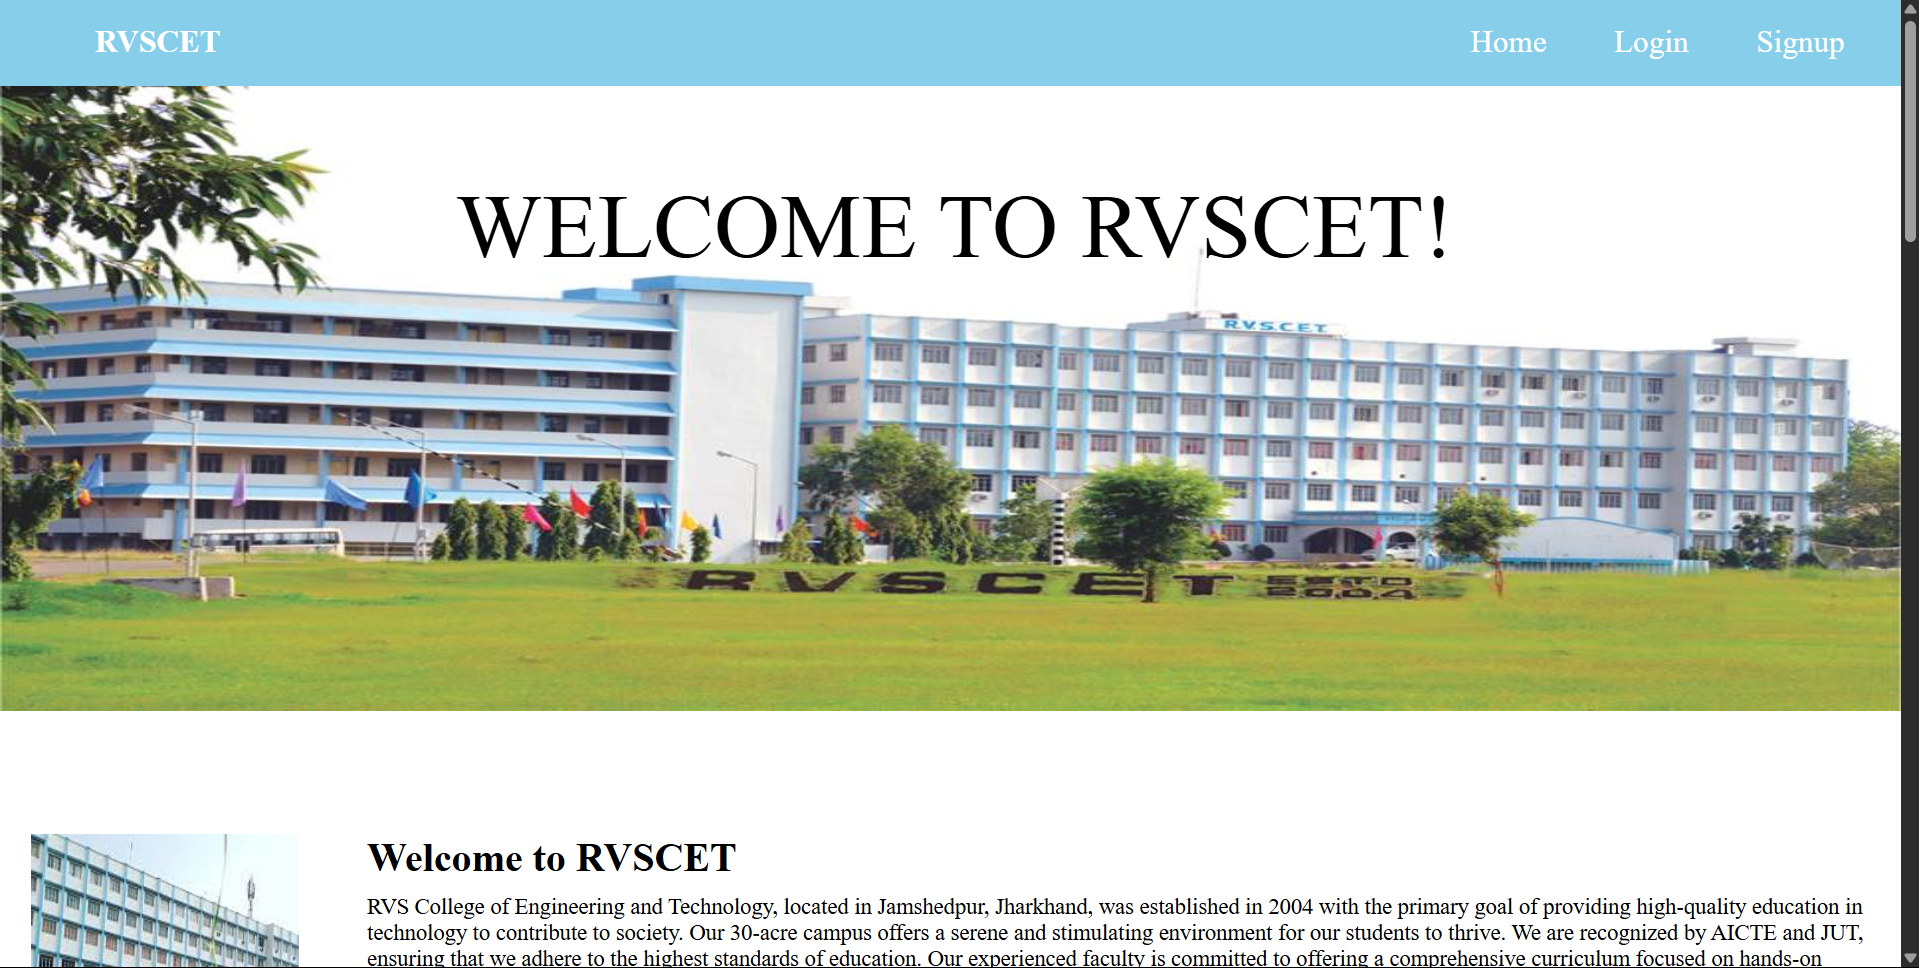 RVSCET
Home Login Signup
WELCOME TO RVSCET!
R.V.S.C.E.T.
RVSCET ESTD
2004
Welcome to RVSCET
RVS College of Engineering and Technology, located in Jamshedpur, Jharkhand, was established in 2004 with the primary goal of providing high-quality education in
technology to contribute to society. Our 30-acre campus offers a serene and stimulating environment for our students to thrive. We are recognized by AICTE and JUT,
ensuring that we adhere to the highest standards of education. Our experienced faculty is committed to offering a comprehensive curriculum focused on hands-on